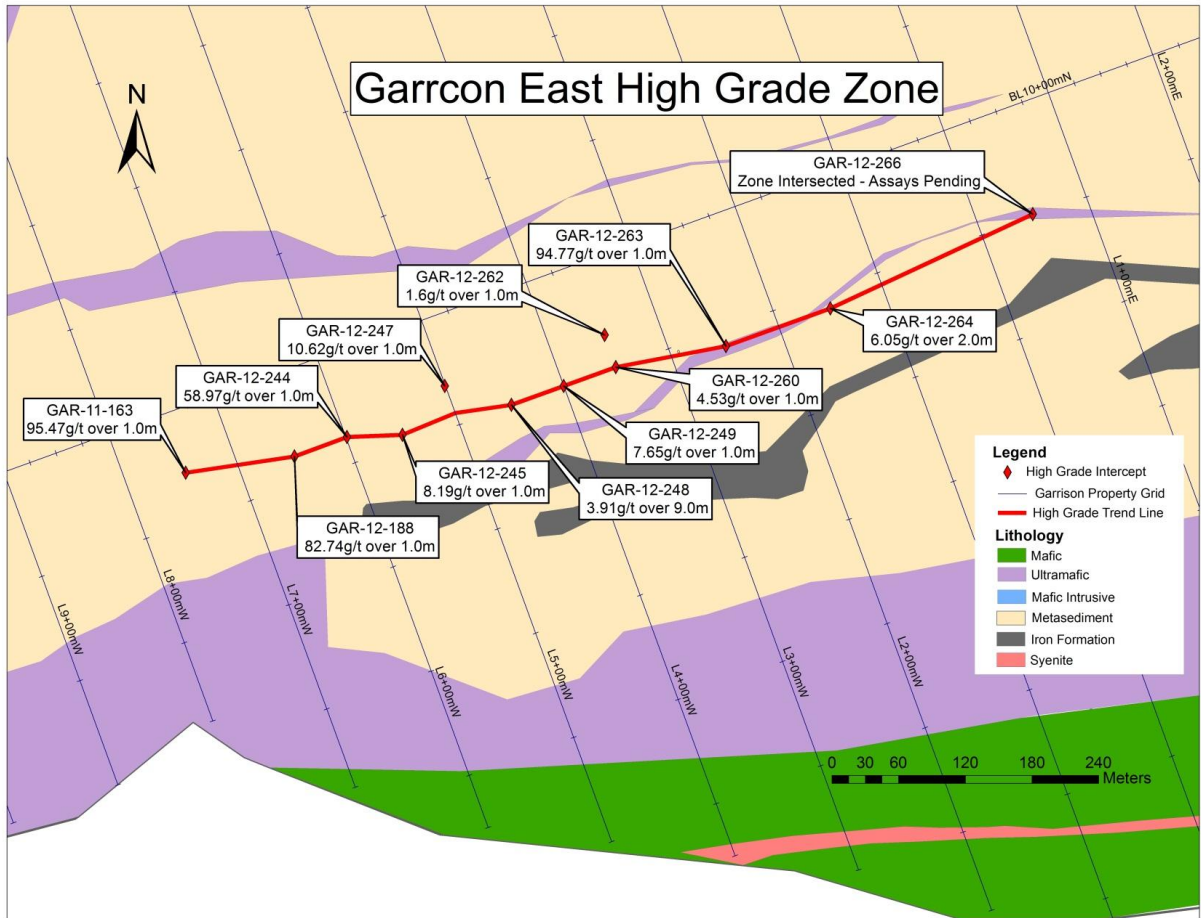 Garrcon East High Grade Zone
N
BL10+00mN
L2+00mE
GAR-12-266
Zone Intersected - Assays Pending
GAR-12-263
94.77g/t over 1.0m
GAR-12-262
1.6g/t over 1.0m
L1+00mE
GAR-12-247
10.62g/t over 1.0m
GAR-12-264
6.05g/t over 2.0m
GAR-12-244
58.97g/t over 1.0m
GAR-12-260
4.53g/t over 1.0m
GAR-11-163
95.47g/t over 1.0m
GAR-12-249
7.65g/t over 1.0m
GAR-12-245
8.19g/t over 1.0m
GAR-12-248
3.91g/t over 9.0m
GAR-12-188
82.74g/t over 1.0m
Legend
High Grade Intercept
Garrison Property Grid
High Grade Trend Line
Lithology
Mafic
Ultramafic
Mafic Intrusive
Metasediment
Iron Formation
Syenite
L9+00mW
L8+00mW
L7+00mW
L6+00mW
L5+00mW
L4+00mW
L3+00mW
L2+00mW
0 30 60 120 180 240
Meters